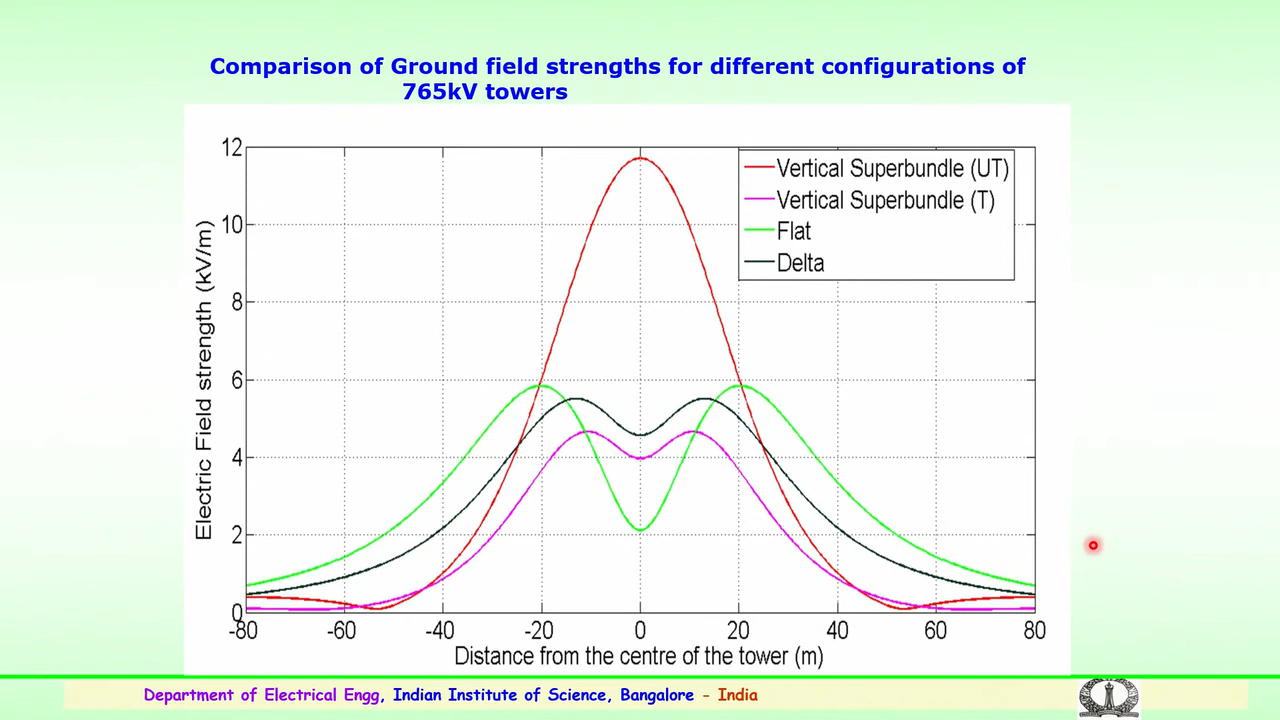 Comparison of Ground field strengths for different configurations of
765kV towers
Electric Field strength (kV/m)
12
10
8
6
4
2
0
Vertical Superbundle (UT)
Vertical Superbundle (T)
Flat
Delta
-80 -60 -40 -20 0 20 40 60 80
Distance from the centre of the tower (m)
Department of Electrical Engg, Indian Institute of Science, Bangalore - India